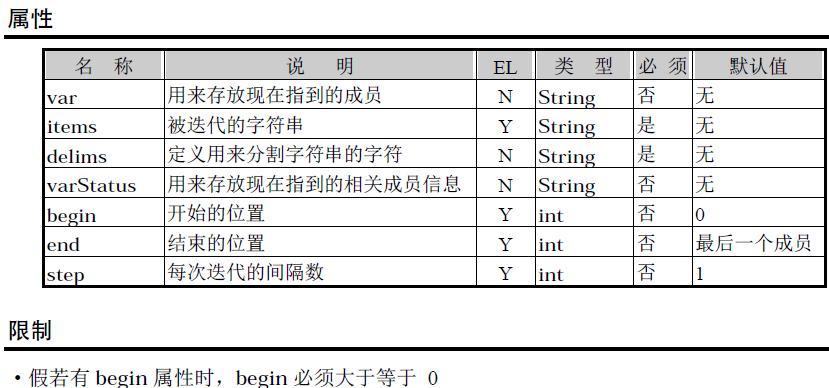 属性
名 称 说 明 EL 类 型 必 须 默认值
var 用来存放现在指到的成员 N String 否 无
items 被迭代的字符串 Y String 是 无
delims 定义用来分割字符串的字符 N String 是 无
varStatus 用来存放现在指到的相关成员信息 N String 否 无
begin 开始的位置 Y int 否 0
end 结束的位置 Y int 否 最后一个成员
step 每次迭代的间隔数 Y int 否 1
限制
·假若有 begin 属性时，begin 必须大于等于 0